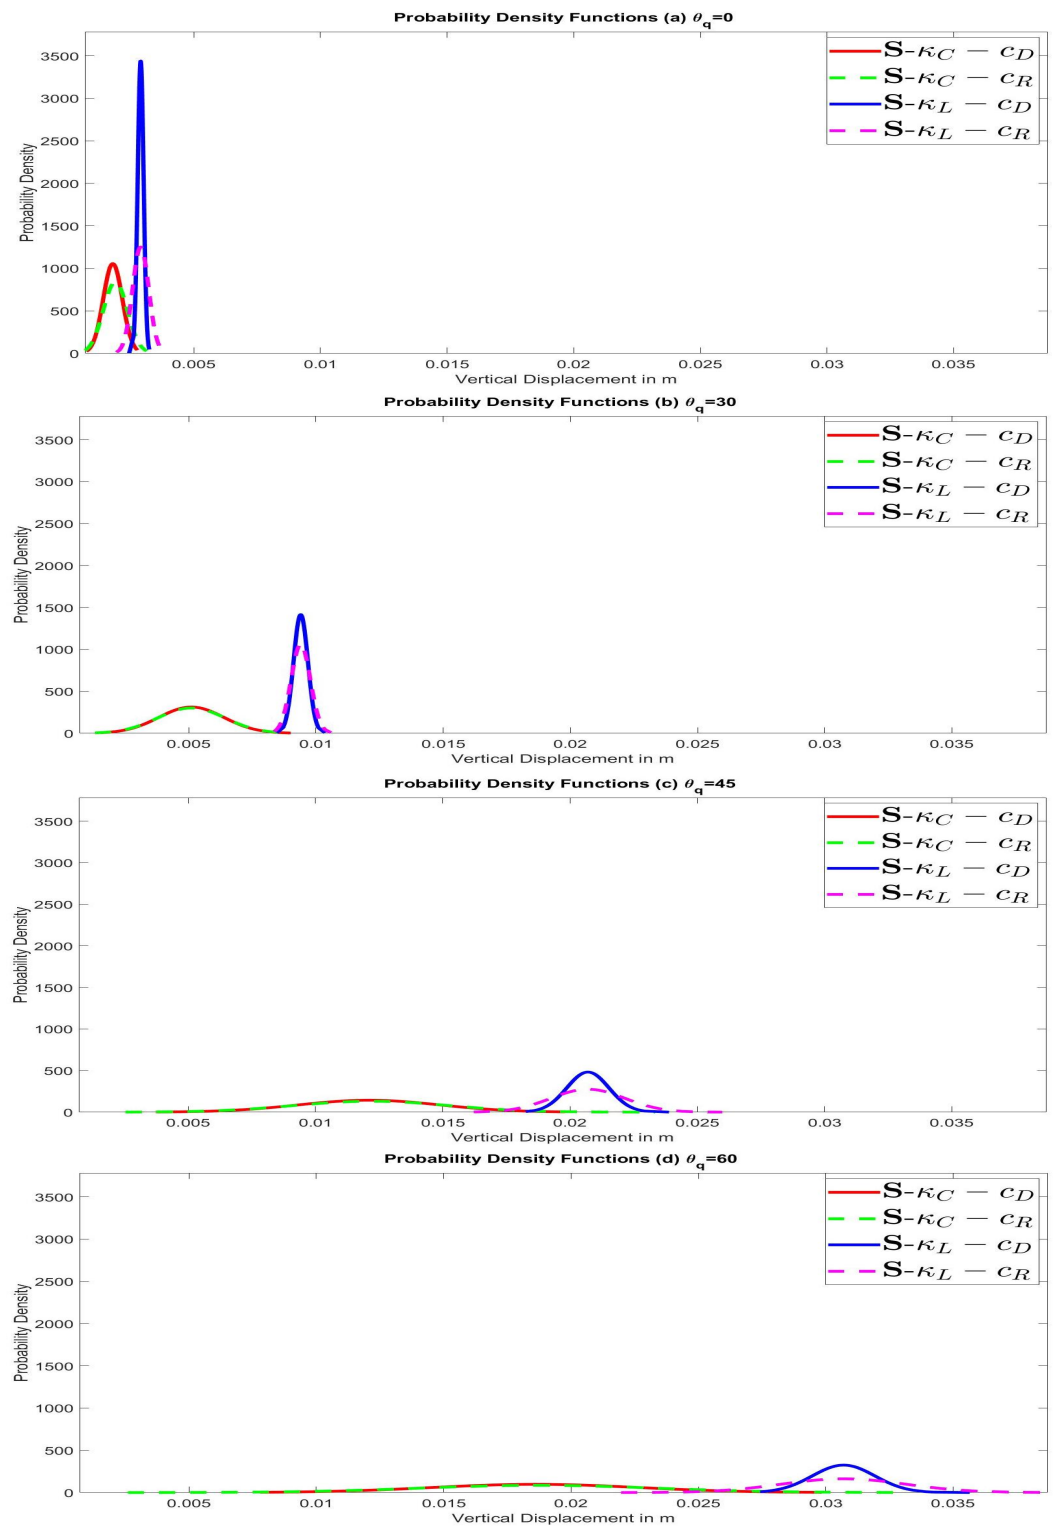 Probability Density Functions (a) θq=0
S-κC — cD
S-κC — cR
S-κL — cD
S-κL — cR
3500
3000
2500
2000
1500
1000
500
0
Probability Density
0.005 0.01 0.015 0.02 0.025 0.03 0.035
Vertical Displacement in m
Probability Density Functions (b) θq=30
S-κC — cD
S-κC — cR
S-κL — cD
S-κL — cR
3500
3000
2500
2000
1500
1000
500
0
Probability Density
0.005 0.01 0.015 0.02 0.025 0.03 0.035
Vertical Displacement in m
Probability Density Functions (c) θq=45
S-κC — cD
S-κC — cR
S-κL — cD
S-κL — cR
3500
3000
2500
2000
1500
1000
500
0
Probability Density
0.005 0.01 0.015 0.02 0.025 0.03 0.035
Vertical Displacement in m
Probability Density Functions (d) θq=60
S-κC — cD
S-κC — cR
S-κL — cD
S-κL — cR
3500
3000
2500
2000
1500
1000
500
0
Probability Density
0.005 0.01 0.015 0.02 0.025 0.03 0.035
Vertical Displacement in m